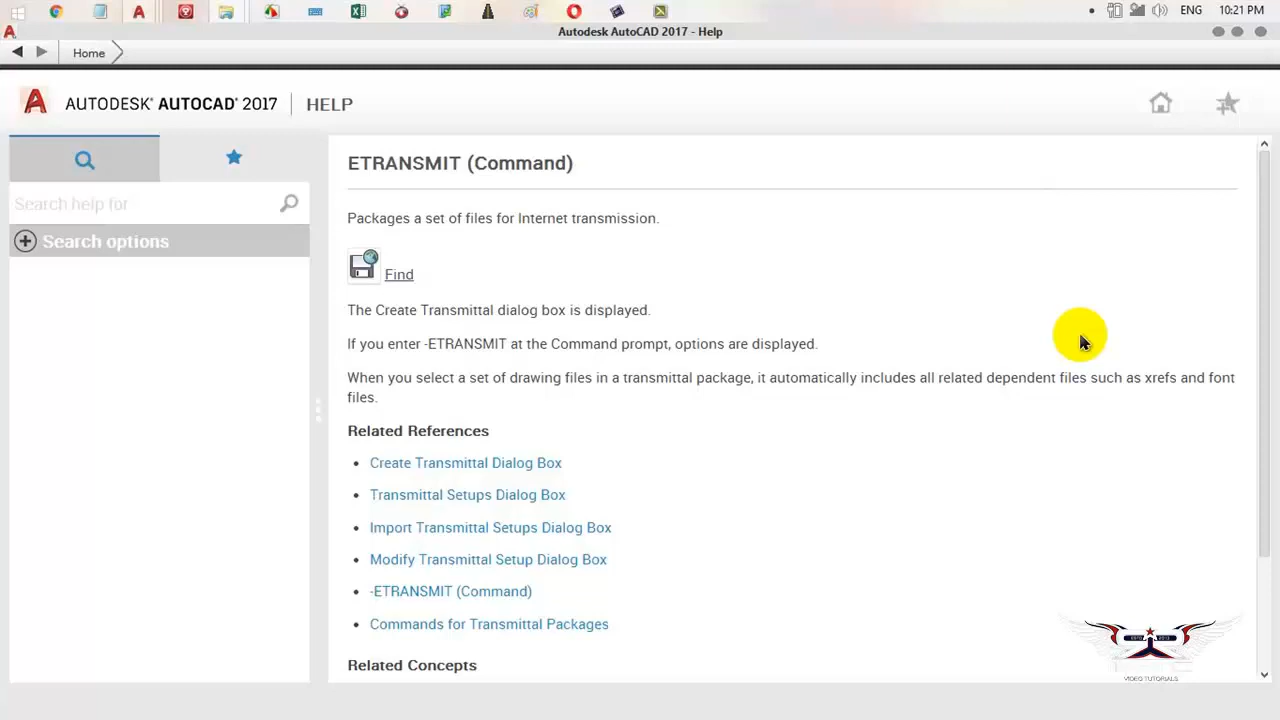 ENG 10:21 PM
Autodesk AutoCAD 2017 - Help
Home
AUTODESK® AUTOCAD® 2017 | HELP
Search help for
Search options
ETRANSMIT (Command)
Packages a set of files for Internet transmission.
Find
The Create Transmittal dialog box is displayed.
If you enter -ETRANSMIT at the Command prompt, options are displayed.
When you select a set of drawing files in a transmittal package, it automatically includes all related dependent files such as xrefs and font
files.
Related References
• Create Transmittal Dialog Box
• Transmittal Setups Dialog Box
• Import Transmittal Setups Dialog Box
• Modify Transmittal Setup Dialog Box
• -ETRANSMIT (Command)
• Commands for Transmittal Packages
Related Concepts
VIDEO TUTORIALS